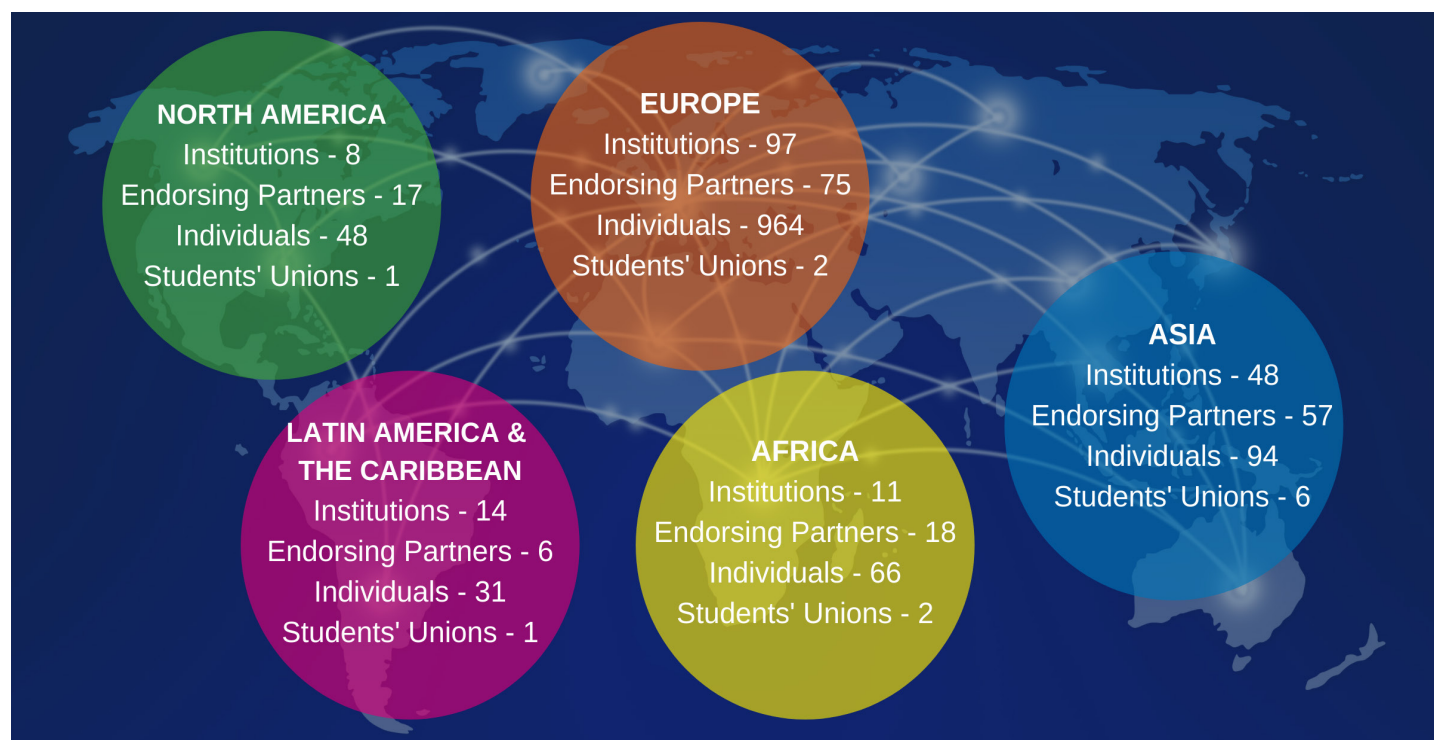 NORTH AMERICA
Institutions - 8
Endorsing Partners - 17
Individuals - 48
Students' Unions - 1
EUROPE
Institutions - 97
Endorsing Partners - 75
Individuals - 964
Students' Unions - 2
ASIA
Institutions - 48
Endorsing Partners - 57
Individuals - 94
Students' Unions - 6
LATIN AMERICA &
THE CARIBBEAN
Institutions - 14
Endorsing Partners - 6
Individuals - 31
Students' Unions - 1
AFRICA
Institutions - 11
Endorsing Partners - 18
Individuals - 66
Students' Unions - 2